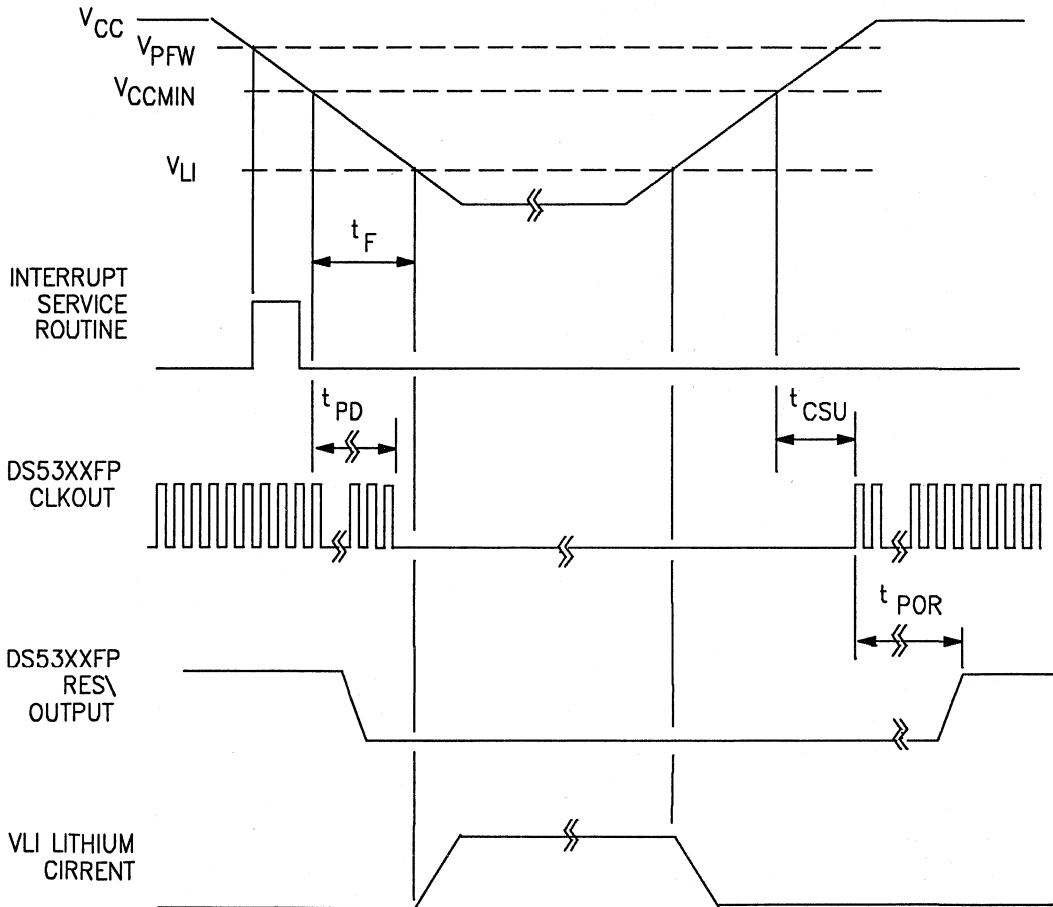 VCC
VPFW
VCCMIN
VLI
tF
INTERRUPT
SERVICE
ROUTINE
tPD
tCSU
DS53XXFP
CLKOUT
tPOR
DS53XXFP
RES\
OUTPUT
VLI LITHIUM
CIRRENT